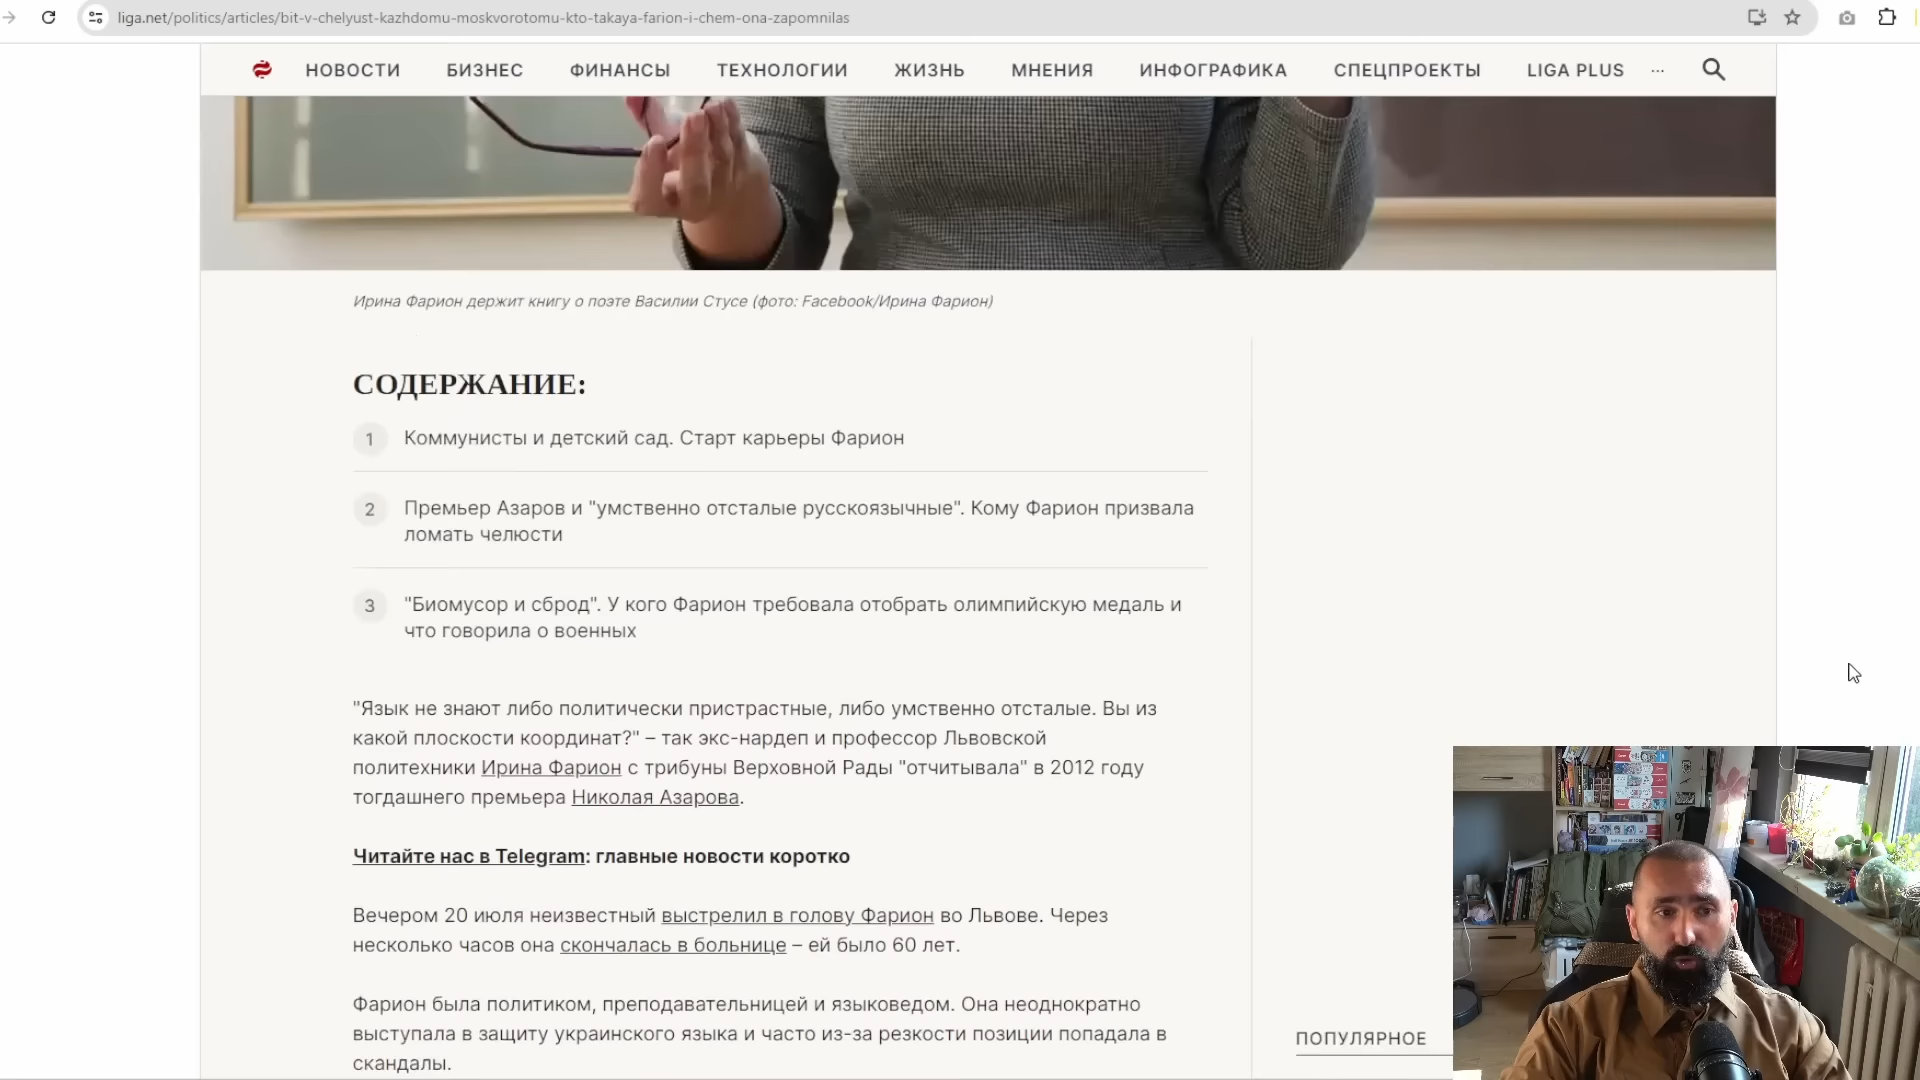 liga.net/politics/articles/bit-v-chelyust-kazhdomu-moskvorotomu-kto-takaya-farion-i-chem-ona-zapomnilas
НОВОСТИ БИЗНЕС ФИНАНСЫ ТЕХНОЛОГИИ ЖИЗНЬ МНЕНИЯ ИНФОГРАФИКА СПЕЦПРОЕКТЫ LIGA PLUS ...
Ирина Фарион держит книгу о поэте Василии Стусе (фото: Facebook/Ирина Фарион)
СОДЕРЖАНИЕ:
1 Коммунисты и детский сад. Старт карьеры Фарион
2 Премьер Азаров и "умственно отсталые русскоязычные". Кому Фарион призвала
ломать челюсти
3 "Биомусор и сброд". У кого Фарион требовала отобрать олимпийскую медаль и
что говорила о военных
"Язык не знают либо политически пристрастные, либо умственно отсталые. Вы из
какой плоскости координат?" – так экс-нардеп и профессор Львовской
политехники Ирина Фарион с трибуны Верховной Рады "отчитывала" в 2012 году
тогдашнего премьера Николая Азарова.
Читайте нас в Telegram: главные новости коротко
Вечером 20 июля неизвестный выстрелил в голову Фарион во Львове. Через
несколько часов она скончалась в больнице – ей было 60 лет.
Фарион была политиком, преподавательницей и языковедом. Она неоднократно
выступала в защиту украинского языка и часто из-за резкости позиции попадала в
скандалы.
ПОПУЛЯРНОЕ